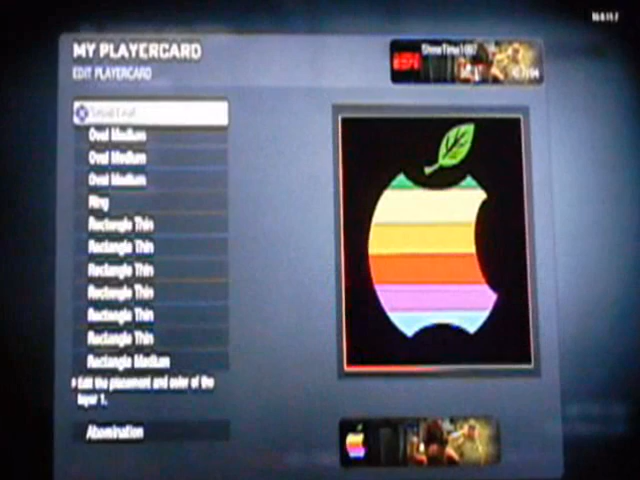 MY PLAYERCARD
EDIT PLAYERCARD
Oval Medium
Oval Medium
Oval Medium
Ring
Rectangle Thin
Rectangle Thin
Rectangle Thin
Rectangle Thin
Rectangle Thin
Rectangle Thin
Rectangle Medium
Edit the placement and color of the
layer 1.
Abomination